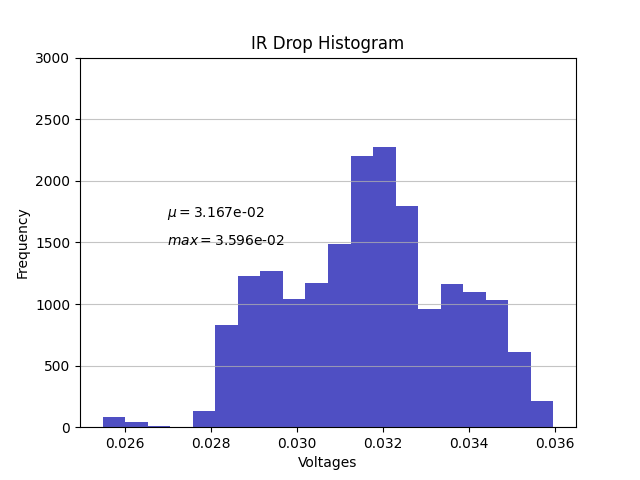 IR Drop Histogram
3000
2500
2000
1500
1000
500
0
Frequency
μ = 3.167e-02
max = 3.596e-02
0.026 0.028 0.030 0.032 0.034 0.036
Voltages